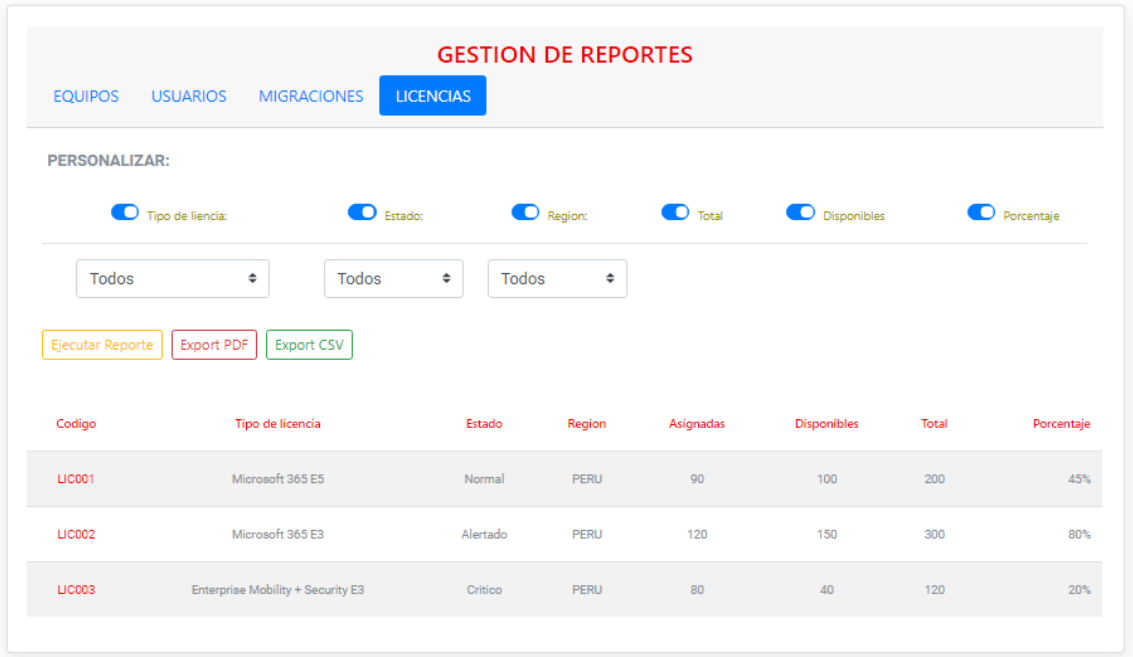 GESTION DE REPORTES
EQUIPOS USUARIOS MIGRACIONES LICENCIAS
PERSONALIZAR:
Tipo de liencia: Estado: Region: Total Disponibles Porcentaje
Todos Todos Todos
Ejecutar Reporte Export PDF Export CSV
Codigo Tipo de licencia Estado Region Asignadas Disponibles Total Porcentaje
LIC001 Microsoft 365 E5 Normal PERU 90 100 200 45%
LIC002 Microsoft 365 E3 Alertado PERU 120 150 300 80%
LIC003 Enterprise Mobility + Security E3 Critico PERU 80 40 120 20%